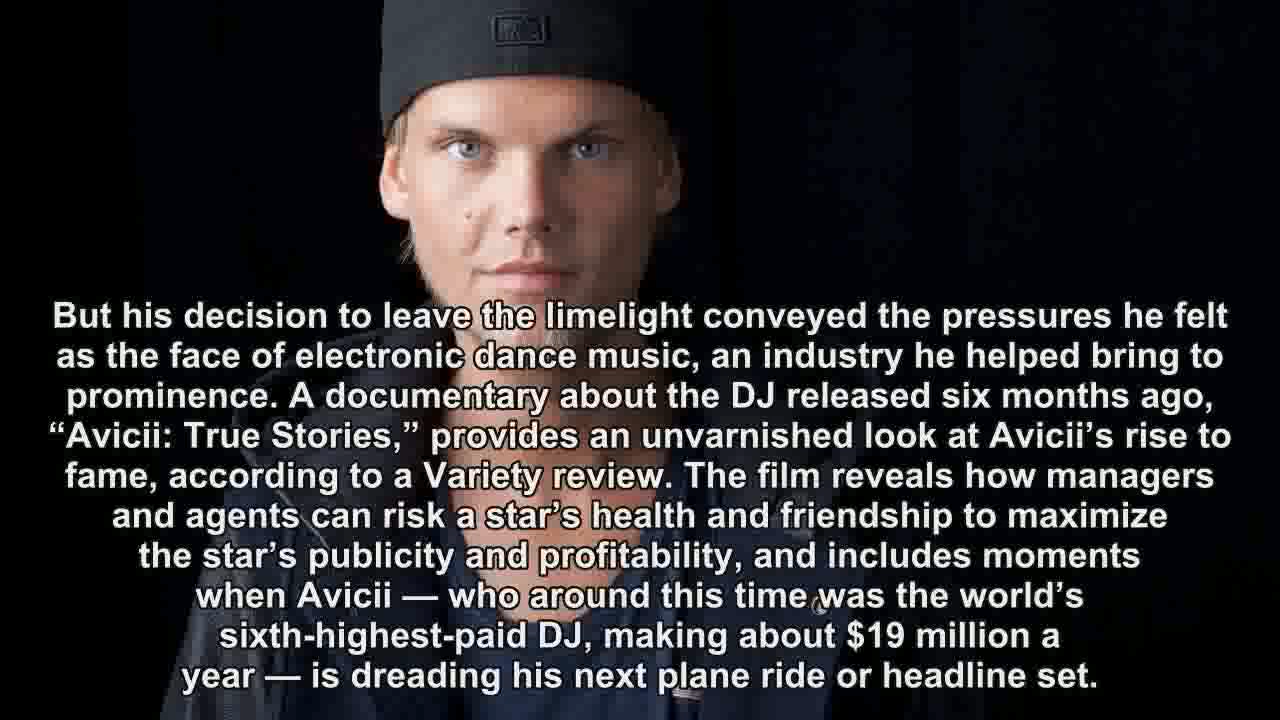 But his decision to leave the limelight conveyed the pressures he felt
as the face of electronic dance music, an industry he helped bring to
prominence. A documentary about the DJ released six months ago,
“Avicii: True Stories,” provides an unvarnished look at Avicii’s rise to
fame, according to a Variety review. The film reveals how managers
and agents can risk a star’s health and friendship to maximize
the star’s publicity and profitability, and includes moments
when Avicii — who around this time was the world’s
sixth-highest-paid DJ, making about $19 million a
year — is dreading his next plane ride or headline set.